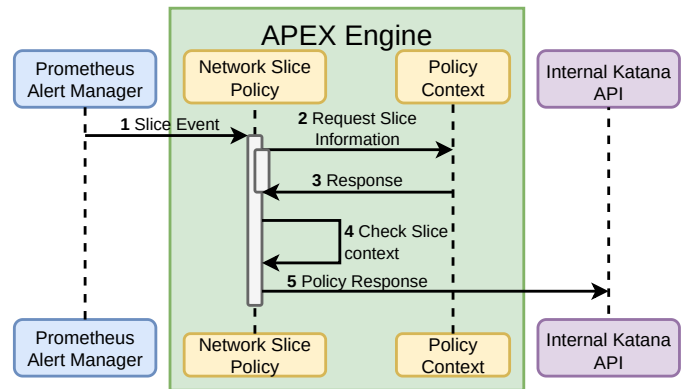 APEX Engine
Prometheus
Alert Manager
Network Slice
Policy
Policy
Context
Internal Katana
API
1 Slice Event
2 Request Slice
Information
3 Response
4 Check Slice
context
5 Policy Response
Prometheus
Alert Manager
Network Slice
Policy
Policy
Context
Internal Katana
API